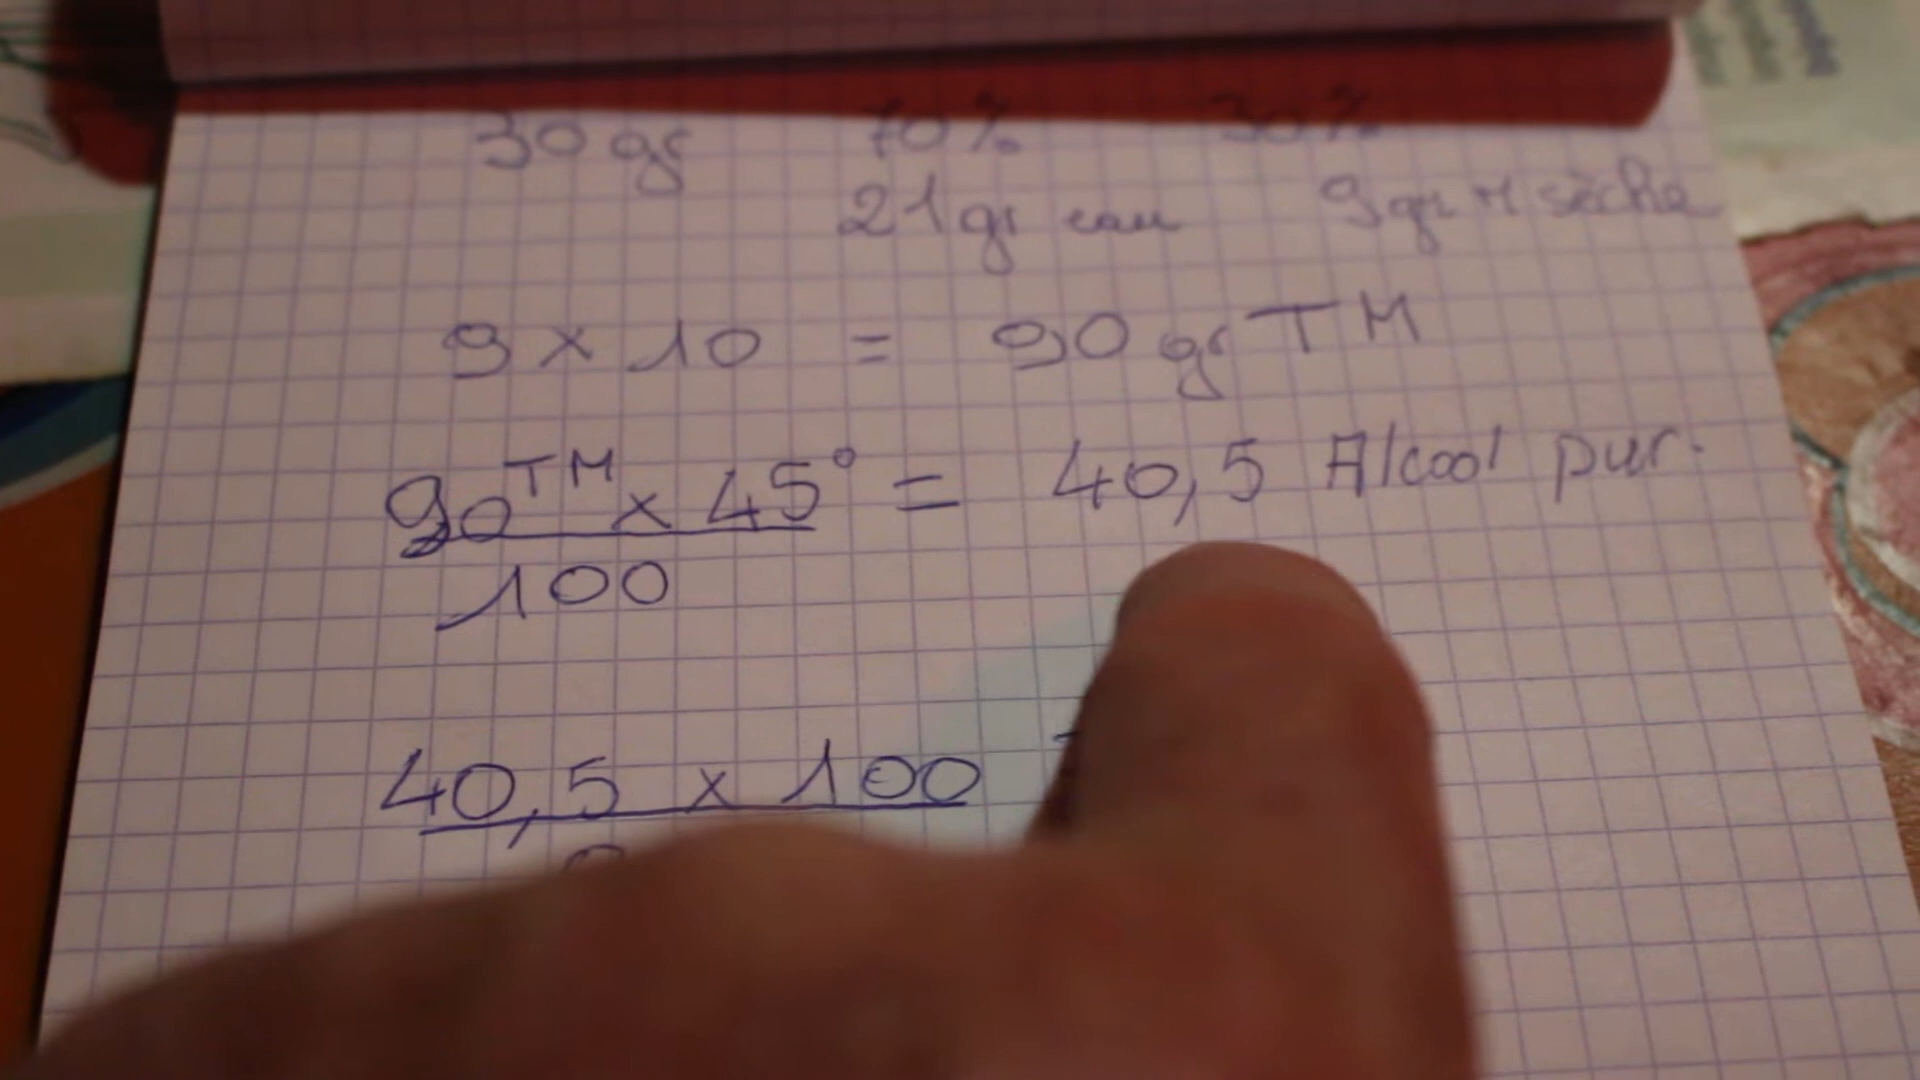 30 gr 70% 30%
21 gr eau 9 gr M sèche
9 x 10 = 90 gr TM
90 TM x 45° = 40,5 Alcool pur.
100
40,5 x 100